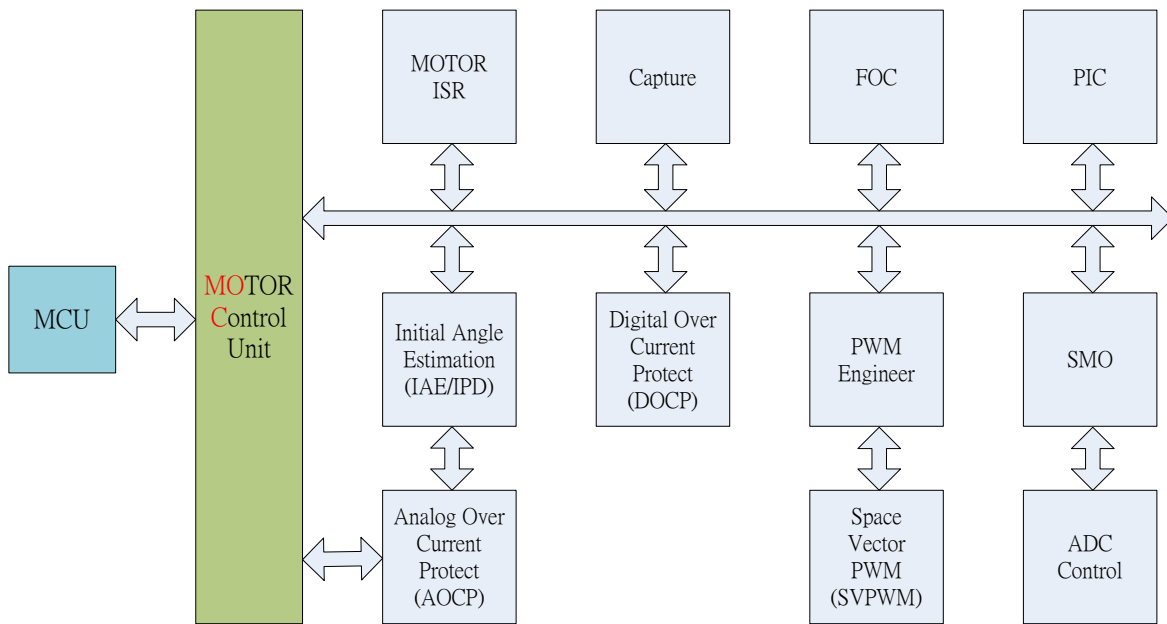 MOTOR
ISR
Capture
FOC
PIC
MCU
MOTOR
Control
Unit
Initial Angle
Estimation
(IAE/IPD)
Digital Over
Current
Protect
(DOCP)
PWM
Engineer
SMO
Analog Over
Current
Protect
(AOCP)
Space
Vector
PWM
(SVPWM)
ADC
Control